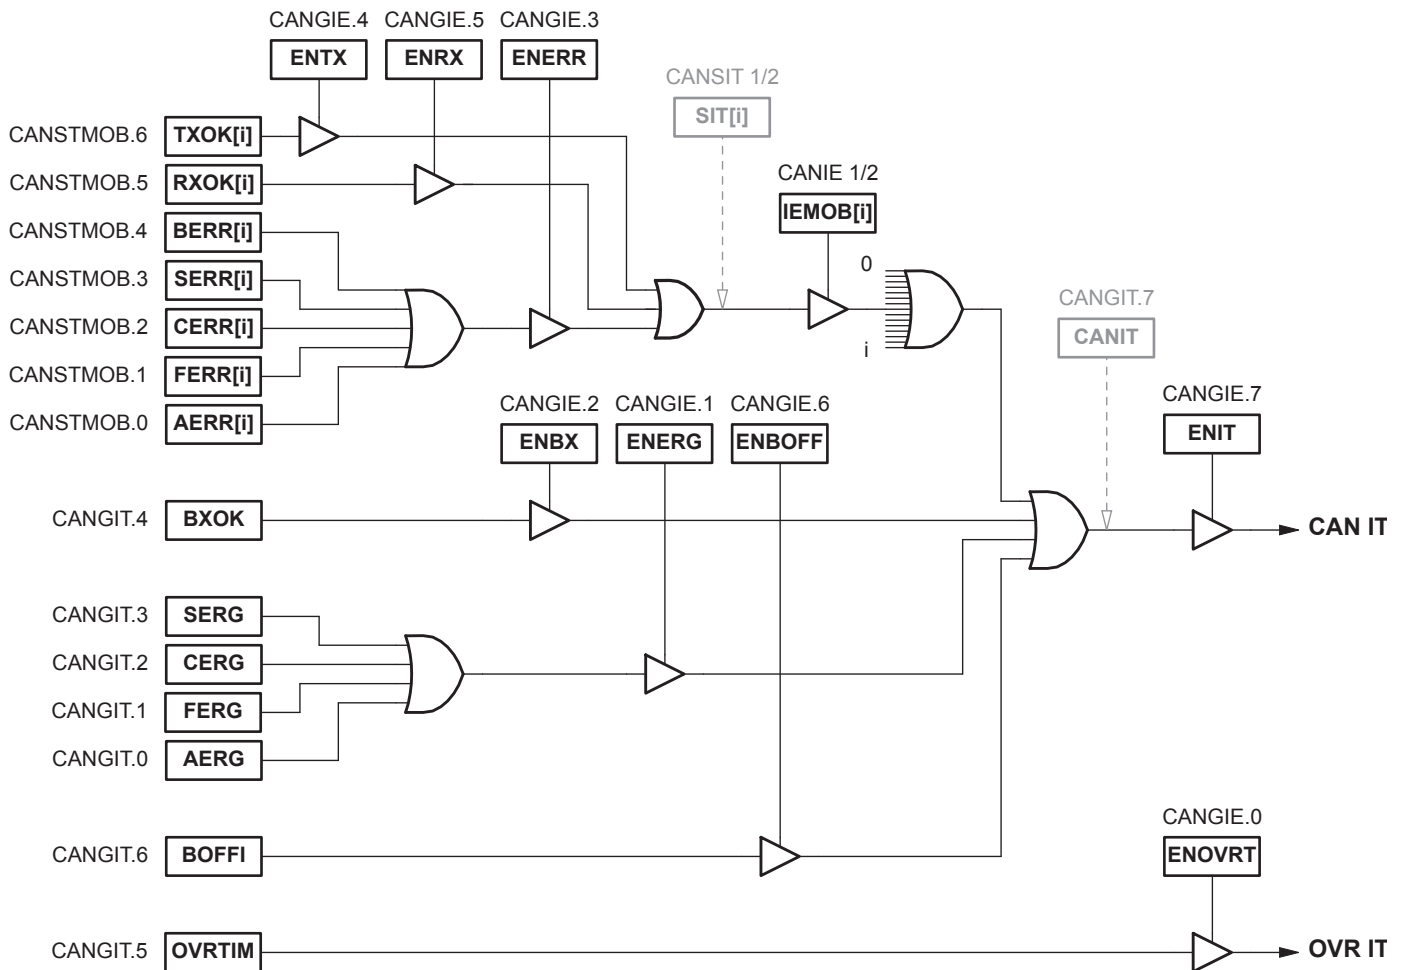 CANGIE.4 CANGIE.5 CANGIE.3
ENTX ENRX ENERR
CANSIT 1/2
SIT[i]
CANSTMOB.6 TXOK[i]
CANSTMOB.5 RXOK[i]
CANIE 1/2
IEMOB[i]
CANSTMOB.4 BERR[i]
0
CANSTMOB.3 SERR[i]
CANGIT.7
CANIT
CANSTMOB.2 CERR[i]
i
CANSTMOB.1 FERR[i]
CANGIE.2 CANGIE.1 CANGIE.6
CANGIE.7
CANSTMOB.0 AERR[i]
ENBX ENERG ENBOFF
ENIT
CANGIT.4 BXOK
CAN IT
CANGIT.3 SERG
CANGIT.2 CERG
CANGIT.1 FERG
CANGIT.0 AERG
CANGIE.0
ENOVRT
CANGIT.6 BOFFI
CANGIT.5 OVRTIM
OVR IT